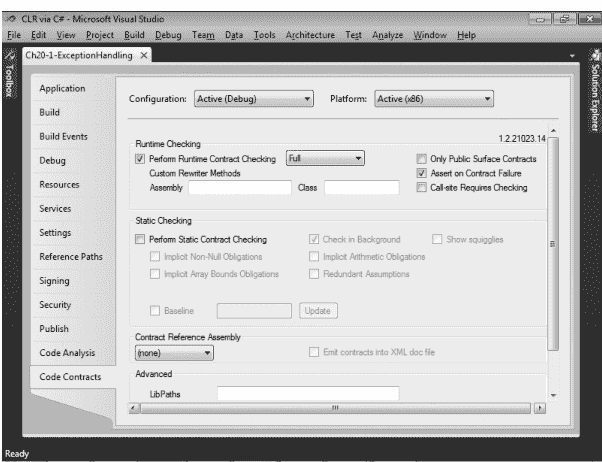 CLR via C# - Microsoft Visual Studio
File Edit View Project Build Debug Team Data Tools Architecture Test Analyze Window Help
Ch20-1-ExceptionHandling
Toolbox
Solution Explorer
Application
Build
Build Events
Debug
Resources
Services
Settings
Reference Paths
Signing
Security
Publish
Code Analysis
Code Contracts
Configuration: Active (Debug) Platform: Active (x86)
1.2.21023.14
Runtime Checking
Perform Runtime Contract Checking Full Only Public Surface Contracts
Custom Rewriter Methods Assert on Contract Failure
Assembly Class Call-site Requires Checking
Static Checking
Perform Static Contract Checking Check in Background Show squigglies
Implicit Non-Null Obligations Implicit Arithmetic Obligations
Implicit Array Bounds Obligations Redundant Assumptions
Baseline Update
Contract Reference Assembly
(none) Emit contracts into XML doc file
Advanced
LibPaths
Ready